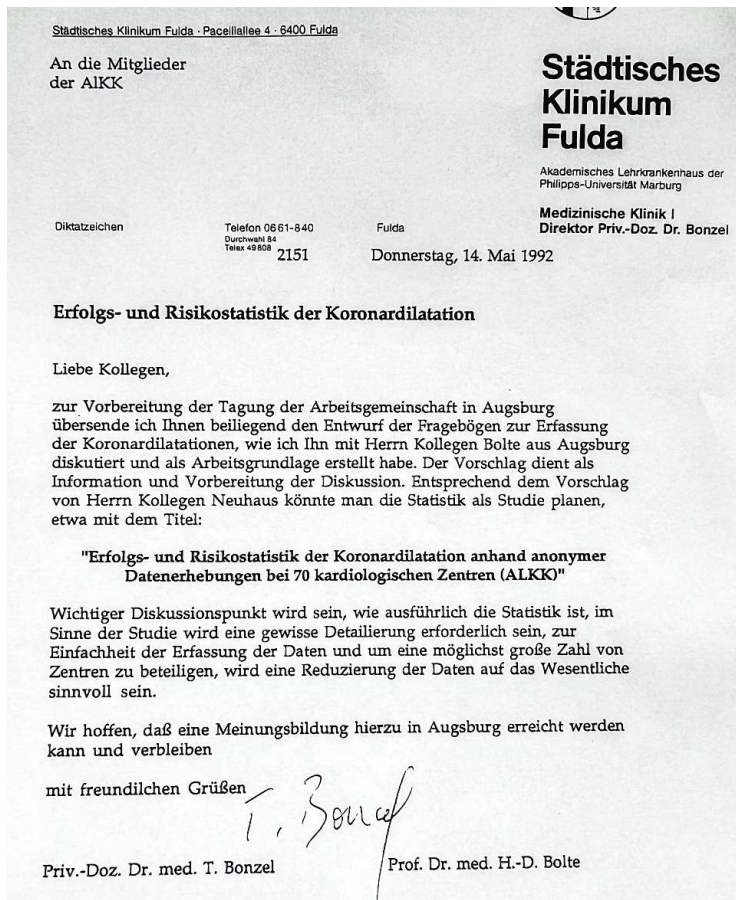 Städtisches Klinikum Fulda · Pacelliallee 4 · 6400 Fulda
An die Mitglieder
der AlKK
Städtisches
Klinikum
Fulda
Akademisches Lehrkrankenhaus der
Philipps-Universität Marburg
Medizinische Klinik I
Direktor Priv.-Doz. Dr. Bonzel
Diktatzeichen
Telefon 0661-840
Durchwahl 84
Telex 49808
2151
Fulda
Donnerstag, 14. Mai 1992
Erfolgs- und Risikostatistik der Koronardilatation
Liebe Kollegen,
zur Vorbereitung der Tagung der Arbeitsgemeinschaft in Augsburg
übersende ich Ihnen beiliegend den Entwurf der Fragebögen zur Erfassung
der Koronardilatationen, wie ich Ihn mit Herrn Kollegen Bolte aus Augsburg
diskutiert und als Arbeitsgrundlage erstellt habe. Der Vorschlag dient als
Information und Vorbereitung der Diskussion. Entsprechend dem Vorschlag
von Herrn Kollegen Neuhaus könnte man die Statistik als Studie planen,
etwa mit dem Titel:
"Erfolgs- und Risikostatistik der Koronardilatation anhand anonymer
Datenerhebungen bei 70 kardiologischen Zentren (ALKK)"
Wichtiger Diskussionspunkt wird sein, wie ausführlich die Statistik ist, im
Sinne der Studie wird eine gewisse Detailierung erforderlich sein, zur
Einfachheit der Erfassung der Daten und um eine möglichst große Zahl von
Zentren zu beteiligen, wird eine Reduzierung der Daten auf das Wesentliche
sinnvoll sein.
Wir hoffen, daß eine Meinungsbildung hierzu in Augsburg erreicht werden
kann und verbleiben
mit freundilchen Grüßen
T. Bonzel
Priv.-Doz. Dr. med. T. Bonzel
Prof. Dr. med. H.-D. Bolte